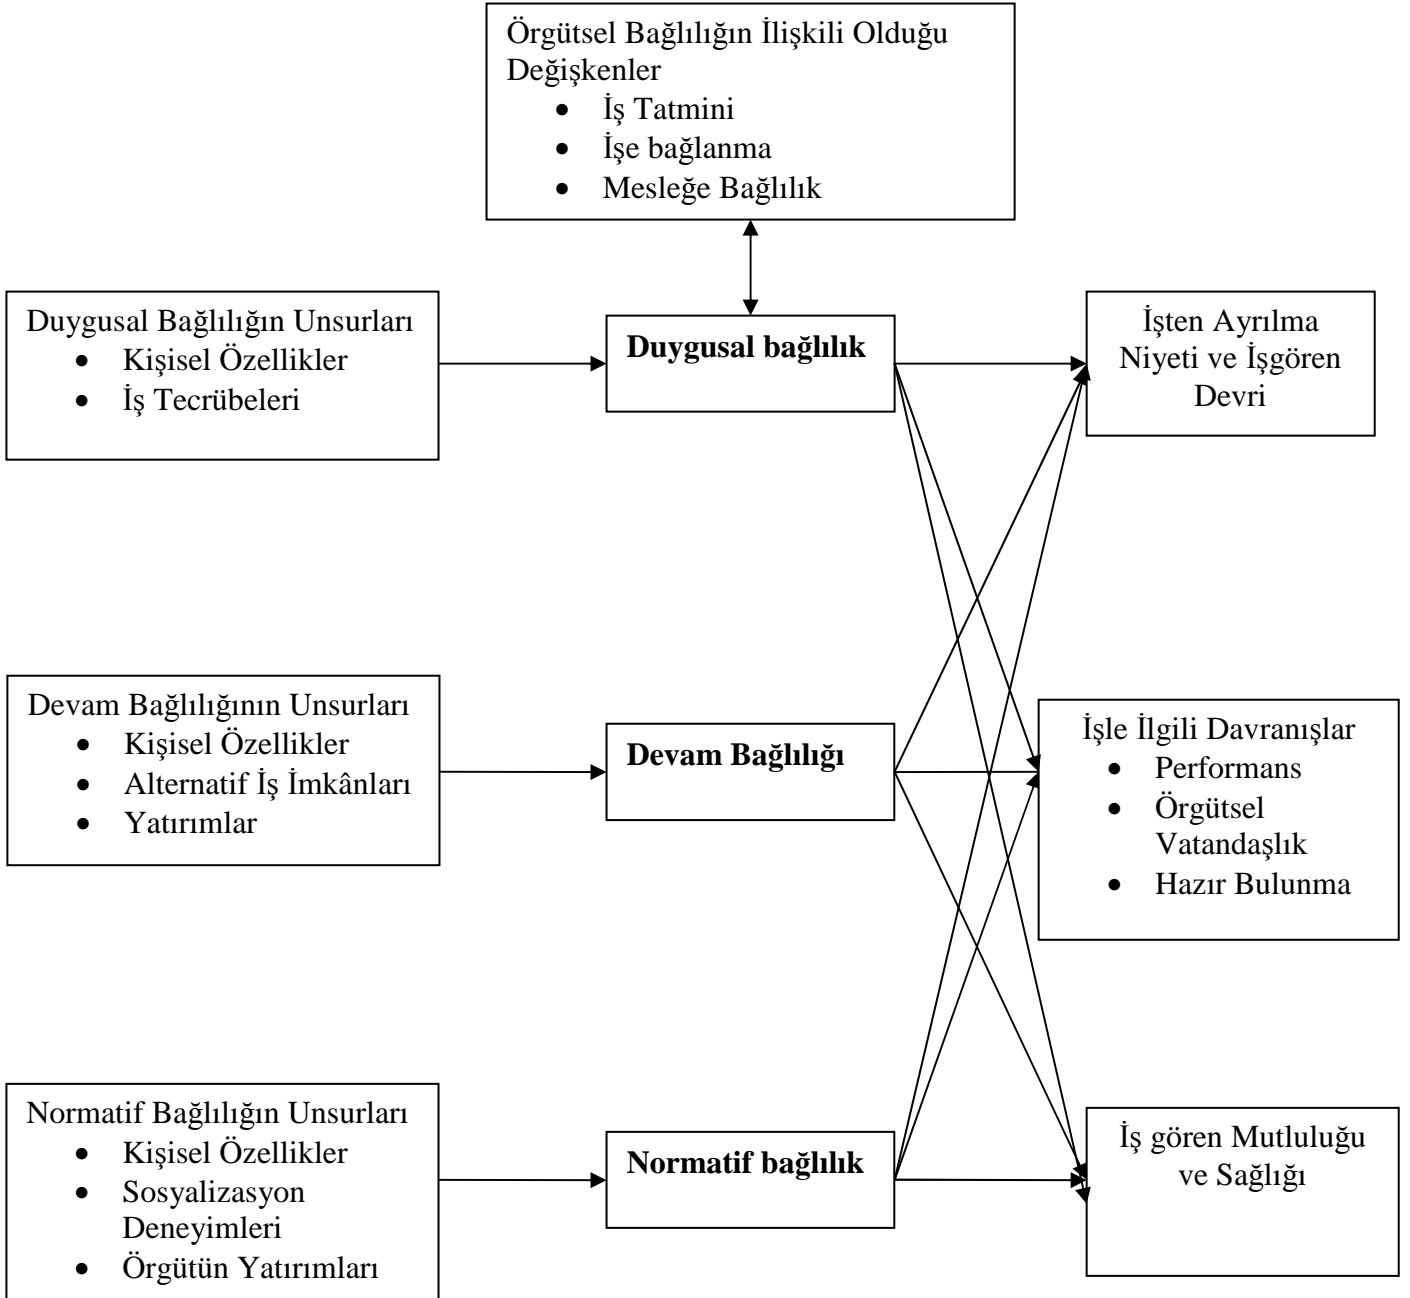 Örgütsel Bağlılığın İlişkili Olduğu
Değişkenler
• İş Tatmini
• İşe bağlanma
• Mesleğe Bağlılık
Duygusal Bağlılığın Unsurları
• Kişisel Özellikler
• İş Tecrübeleri
Duygusal bağlılık
İşten Ayrılma
Niyeti ve İşgören
Devri
Devam Bağlılığının Unsurları
• Kişisel Özellikler
• Alternatif İş İmkânları
• Yatırımlar
Devam Bağlılığı
İşle İlgili Davranışlar
• Performans
• Örgütsel
Vatandaşlık
• Hazır Bulunma
Normatif Bağlılığın Unsurları
• Kişisel Özellikler
• Sosyalizasyon
Deneyimleri
• Örgütün Yatırımları
Normatif bağlılık
İş gören Mutluluğu
ve Sağlığı